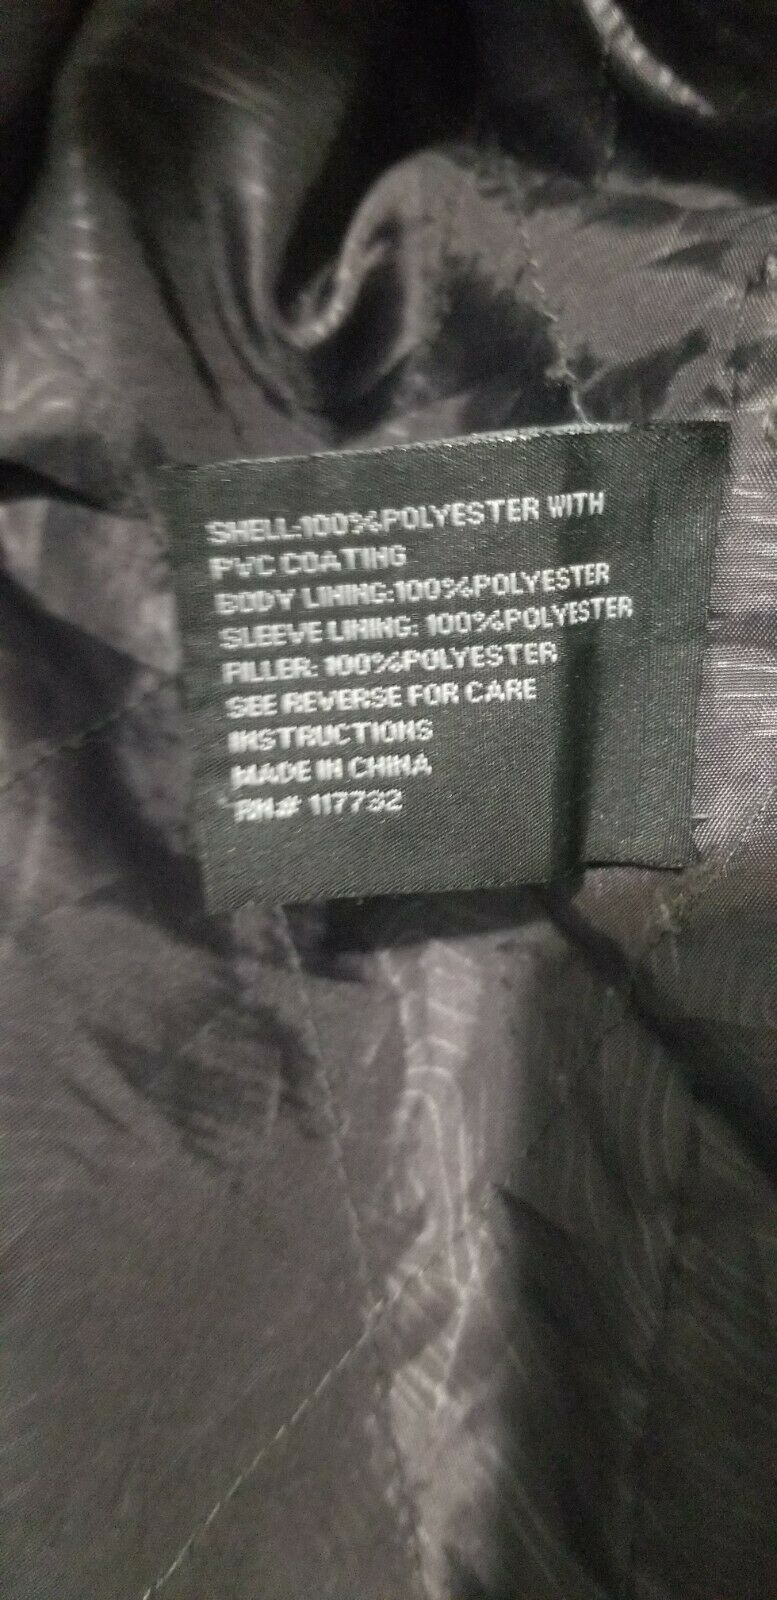 SHELL:100%POLYESTER WITH
PVC COATING
BODY LINING:100%POLYESTER
SLEEVE LINING: 100%POLYESTER
FILLER: 100%POLYESTER
SEE REVERSE FOR CARE
INSTRUCTIONS
MADE IN CHINA
RN# 117732